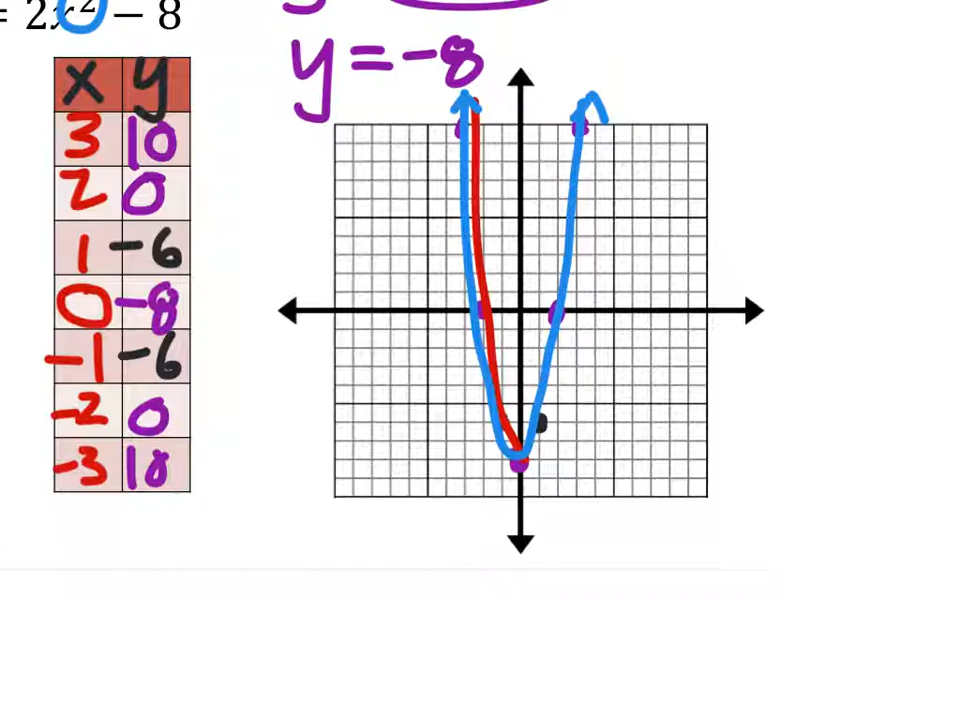 = 2x² − 8
y = -8
x y
3 10
2 0
1 -6
0 -8
-1 -6
-2 0
-3 10